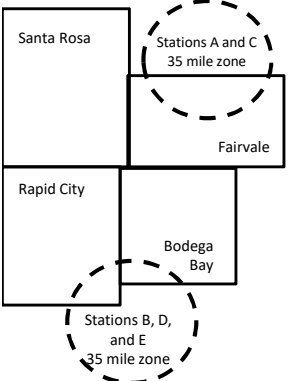 Santa Rosa
Stations A and C
35 mile zone
Fairvale
Rapid City
Bodega
Bay
Stations B, D,
and E
35 mile zone